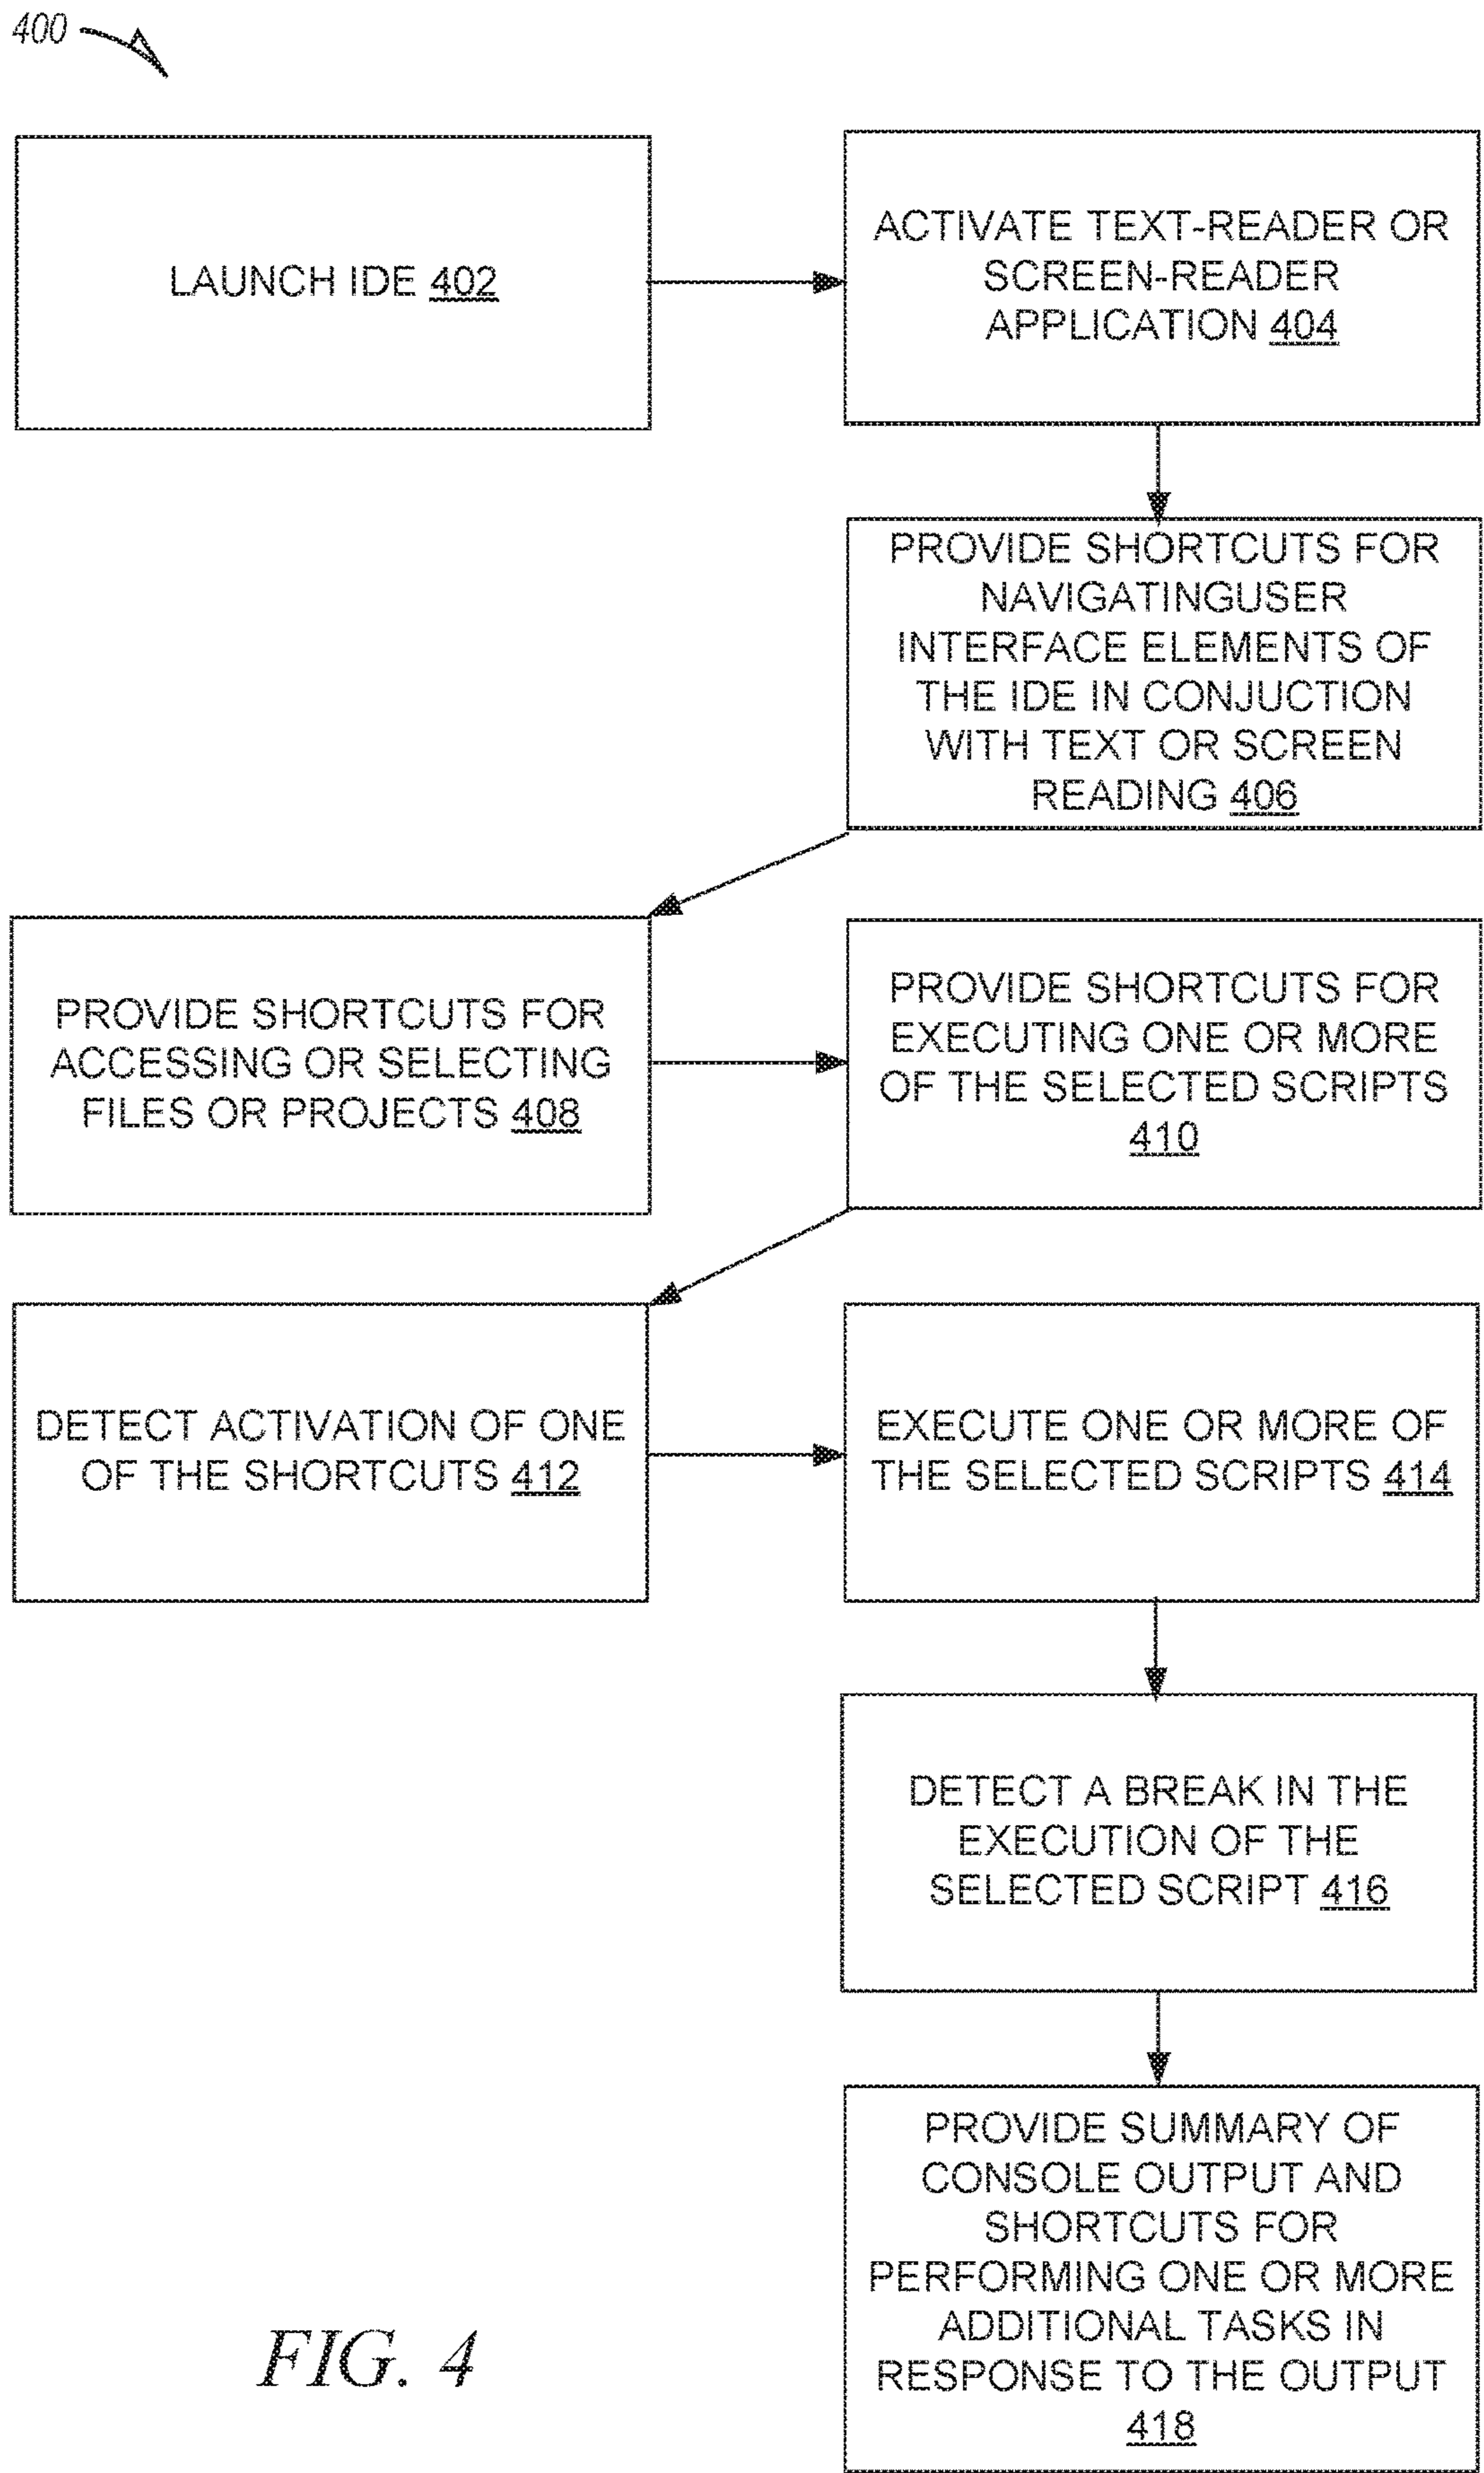 400
LAUNCH IDE 402
ACTIVATE TEXT-READER OR
SCREEN-READER
APPLICATION 404
PROVIDE SHORTCUTS FOR
NAVIGATINGUSER
INTERFACE ELEMENTS OF
THE IDE IN CONJUCTION
WITH TEXT OR SCREEN
READING 406
PROVIDE SHORTCUTS FOR
ACCESSING OR SELECTING
FILES OR PROJECTS 408
PROVIDE SHORTCUTS FOR
EXECUTING ONE OR MORE
OF THE SELECTED SCRIPTS
410
DETECT ACTIVATION OF ONE
OF THE SHORTCUTS 412
EXECUTE ONE OR MORE OF
THE SELECTED SCRIPTS 414
DETECT A BREAK IN THE
EXECUTION OF THE
SELECTED SCRIPT 416
PROVIDE SUMMARY OF
CONSOLE OUTPUT AND
SHORTCUTS FOR
PERFORMING ONE OR MORE
ADDITIONAL TASKS IN
RESPONSE TO THE OUTPUT
418
FIG. 4